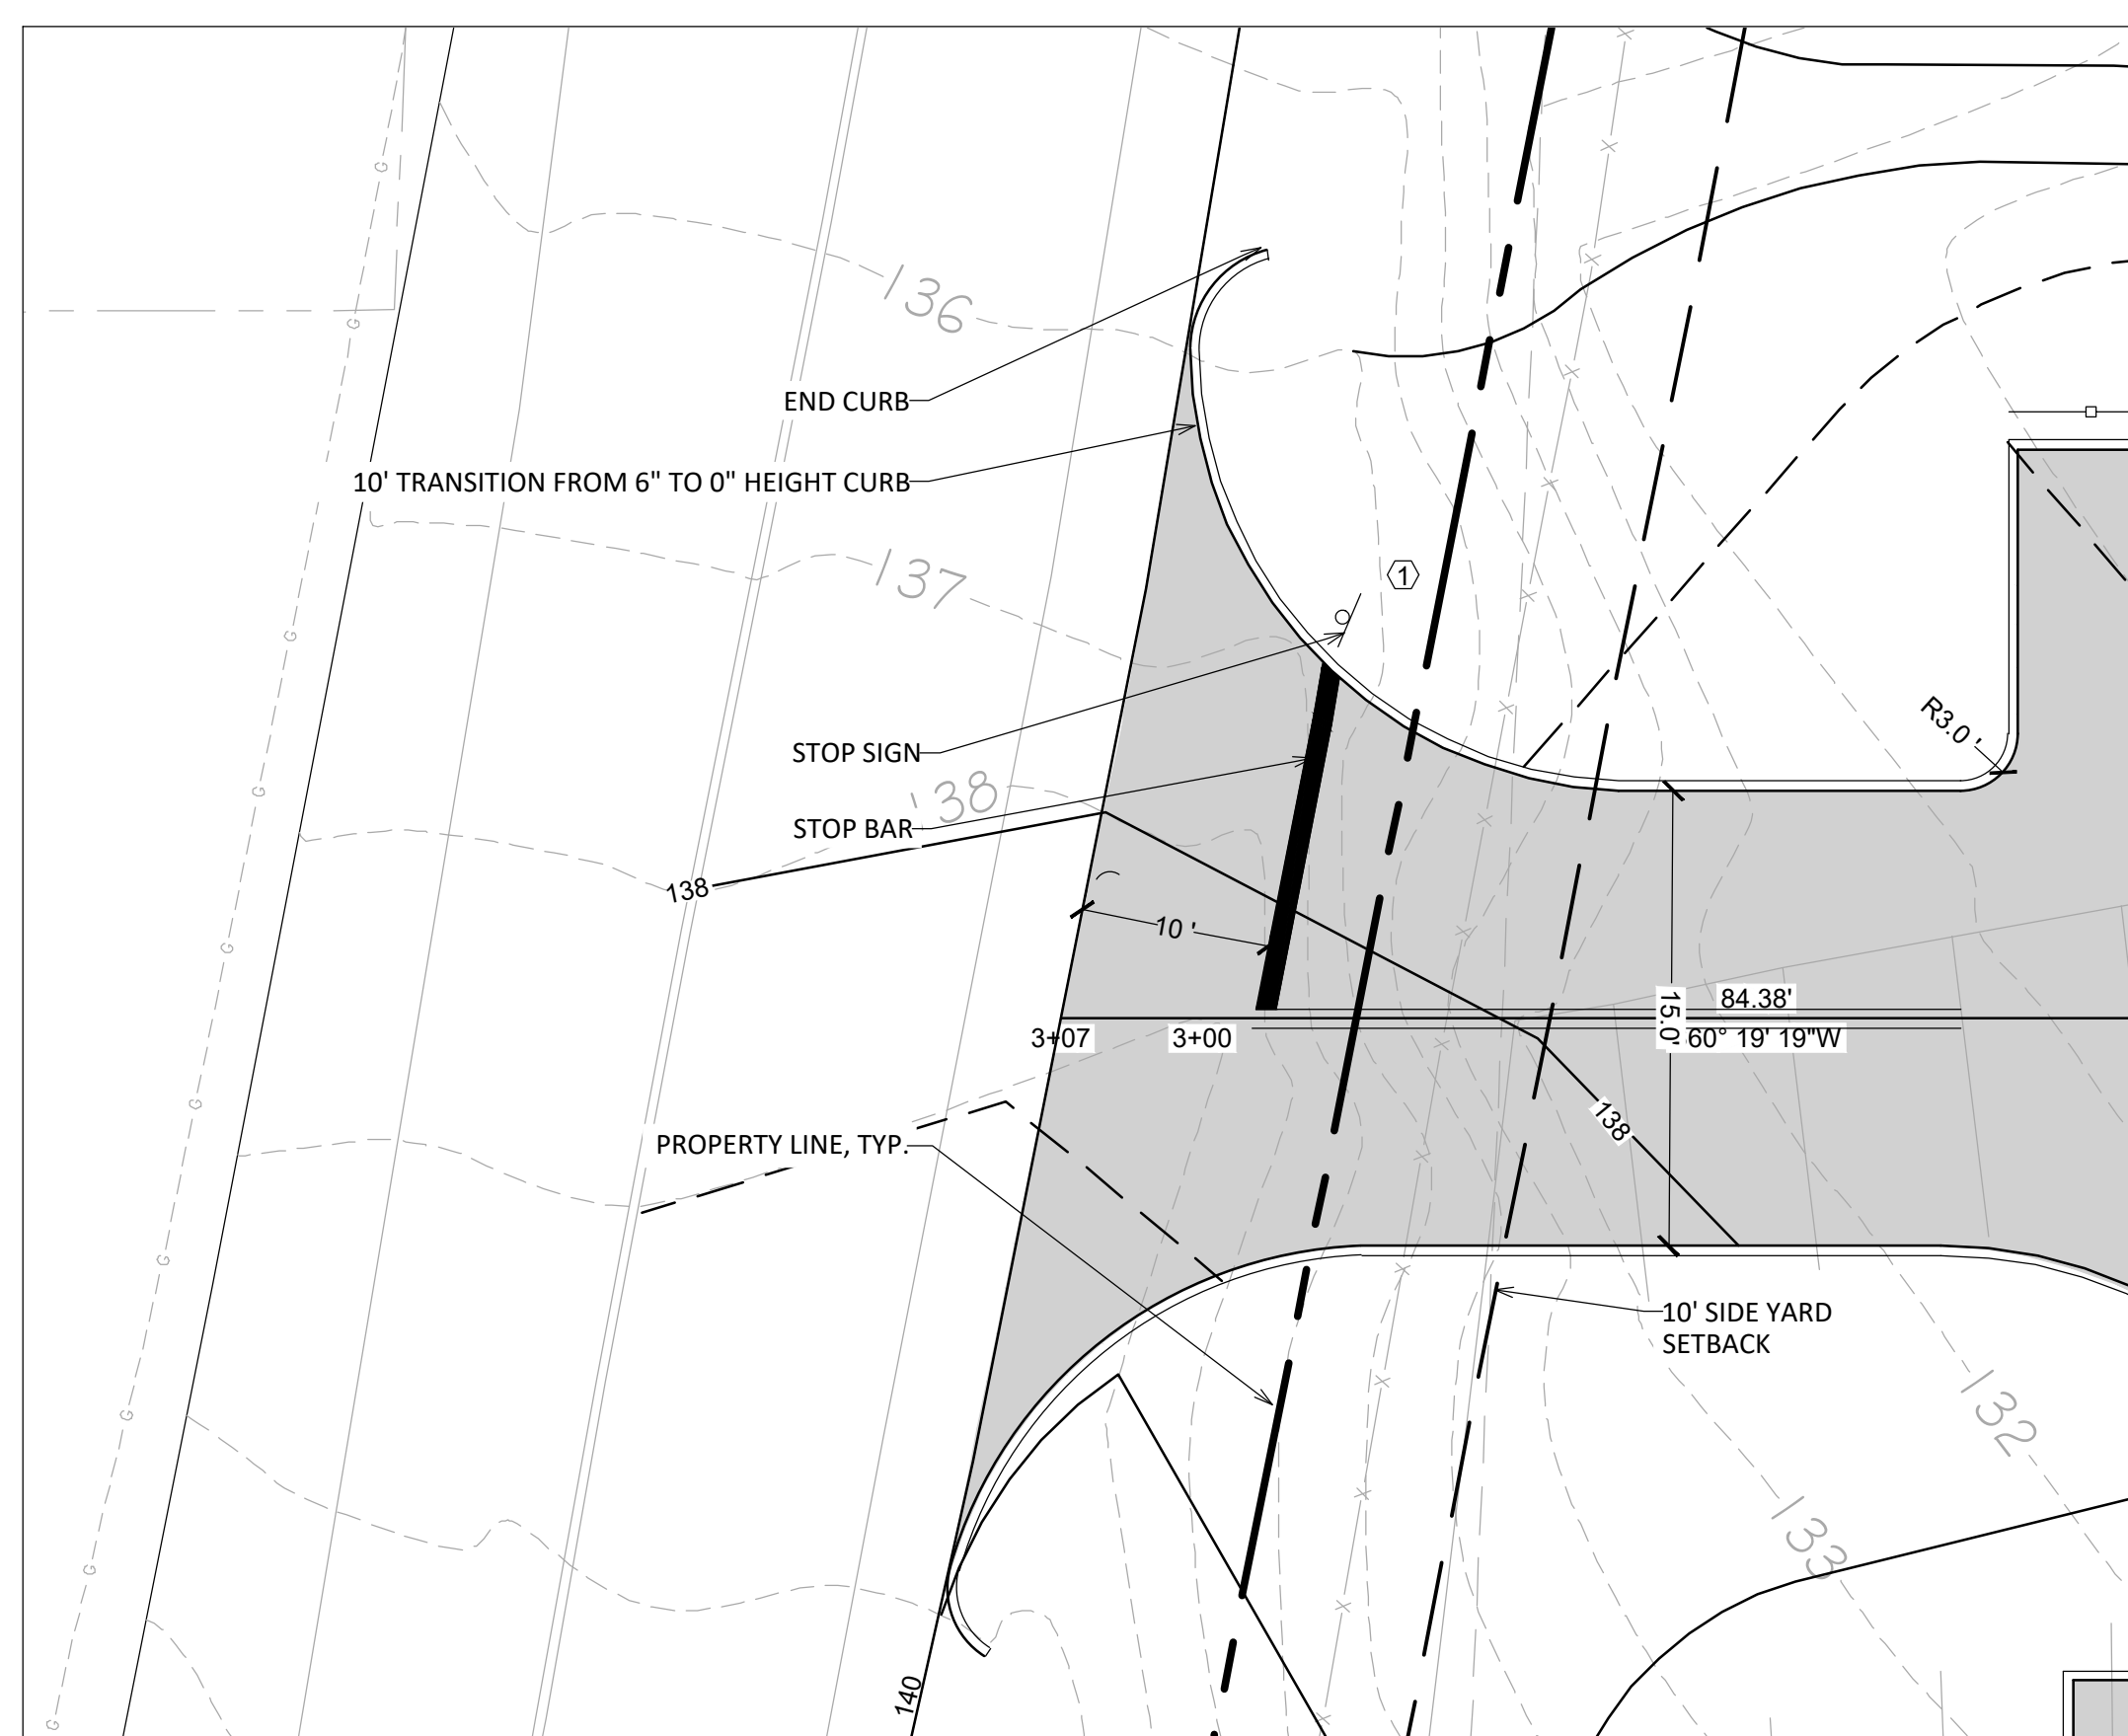 136
END CURB
10' TRANSITION FROM 6" TO 0" HEIGHT CURB
137
1
R3.0 '
STOP SIGN
138
STOP BAR
138
10 '
84.38'
15.0'
3+07
3+00
60° 19' 19"W
138
PROPERTY LINE, TYP.
10' SIDE YARD
SETBACK
132
133
140
G
G
G
G
G
G
G
G
G
G
G